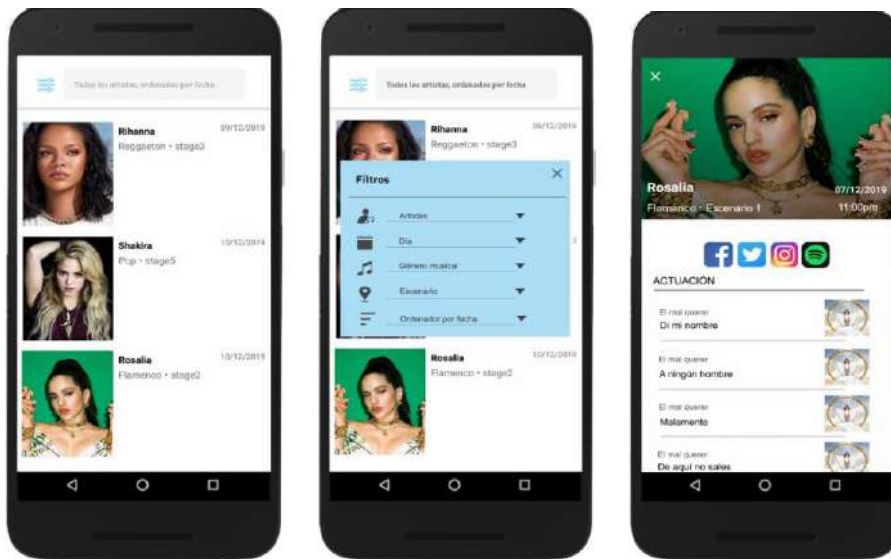 Todos los artistas, ordenados por fecha
Rihanna
09/12/2019
Reggaeton • stage3
Shakira
10/12/2019
Pop • stage5
Rosalia
10/12/2019
Flamenco • stage2
Todos los artistas, ordenados por fecha
Rihanna
09/12/2019
Reggaeton • stage3
Filtros
Artistas
Día
Género musical
Escenario
Ordenador por fecha
Rosalia
10/12/2019
Flamenco • stage2
Rosalia
07/12/2019
Flamenco • Escenario 1
11:00pm
ACTUACIÓN
El mal querer
Di mi nombre
El mal querer
A ningún hombre
El mal querer
Malamente
El mal querer
De aquí no sales